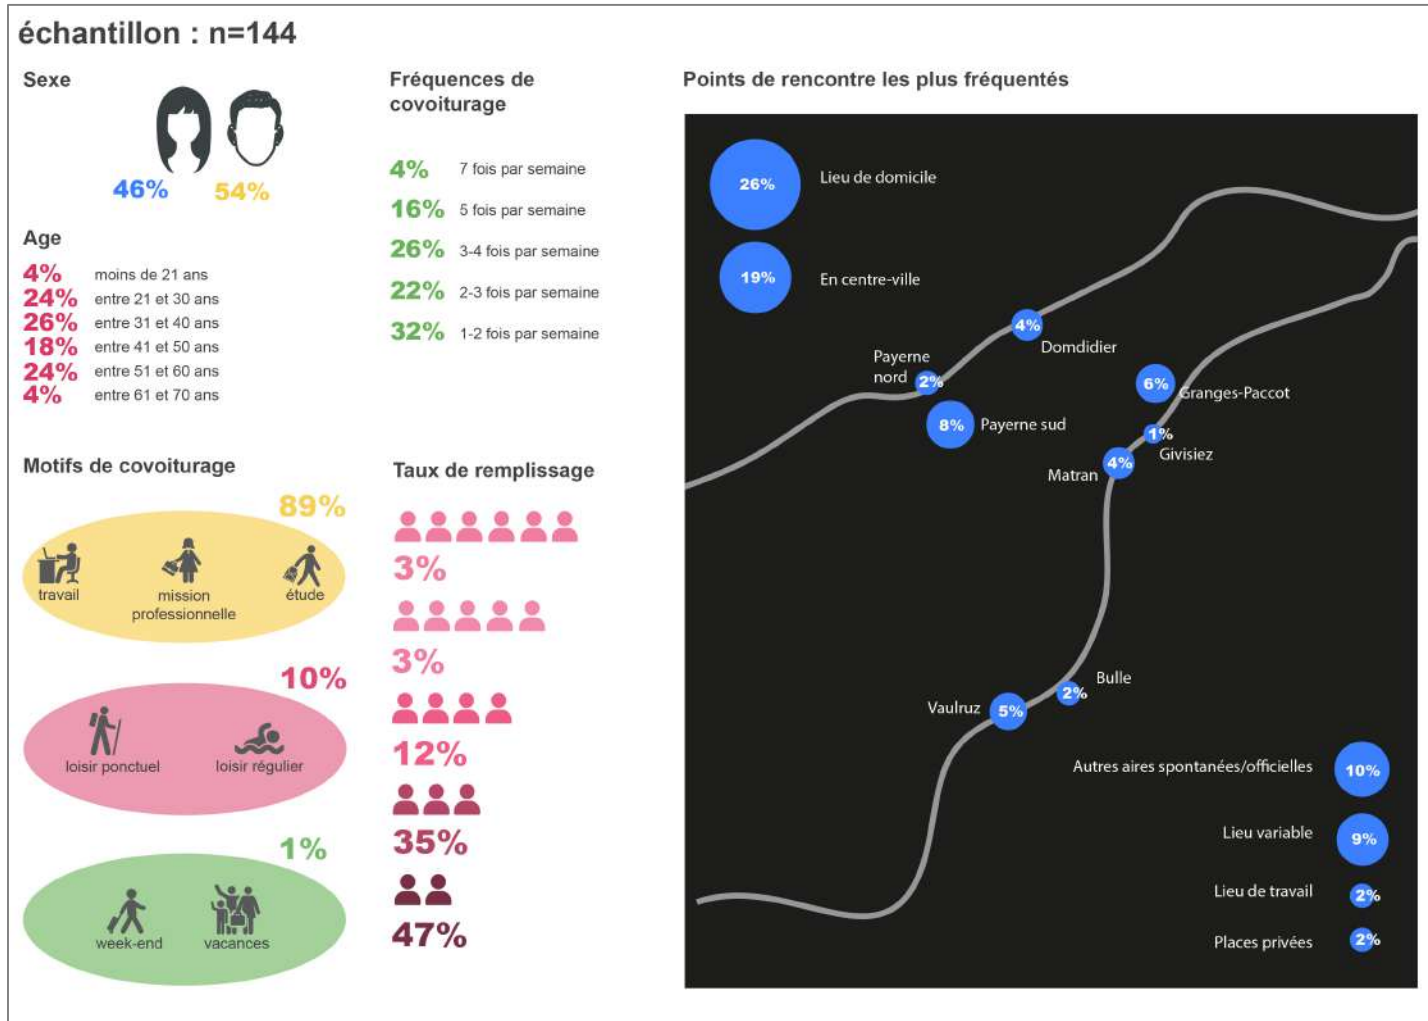 échantillon : n=144
Sexe
46%
54%
Age
4% moins de 21 ans
24% entre 21 et 30 ans
26% entre 31 et 40 ans
18% entre 41 et 50 ans
24% entre 51 et 60 ans
4% entre 61 et 70 ans
Fréquences de
covoiturage
4% 7 fois par semaine
16% 5 fois par semaine
26% 3-4 fois par semaine
22% 2-3 fois par semaine
32% 1-2 fois par semaine
Motifs de covoiturage
89%
travail
mission
professionnelle
étude
10%
loisir ponctuel
loisir régulier
1%
week-end
vacances
Taux de remplissage
3%
3%
12%
35%
47%
Points de rencontre les plus fréquentés
26% Lieu de domicile
19% En centre-ville
4%
Domdidier
Payerne
nord
2%
8% Payerne sud
6%
Granges-Paccot
1%
Givisiez
4%
Matran
Bulle
2%
Vaulruz 5%
Autres aires spontanées/officielles 10%
Lieu variable 9%
Lieu de travail 2%
Places privées 2%